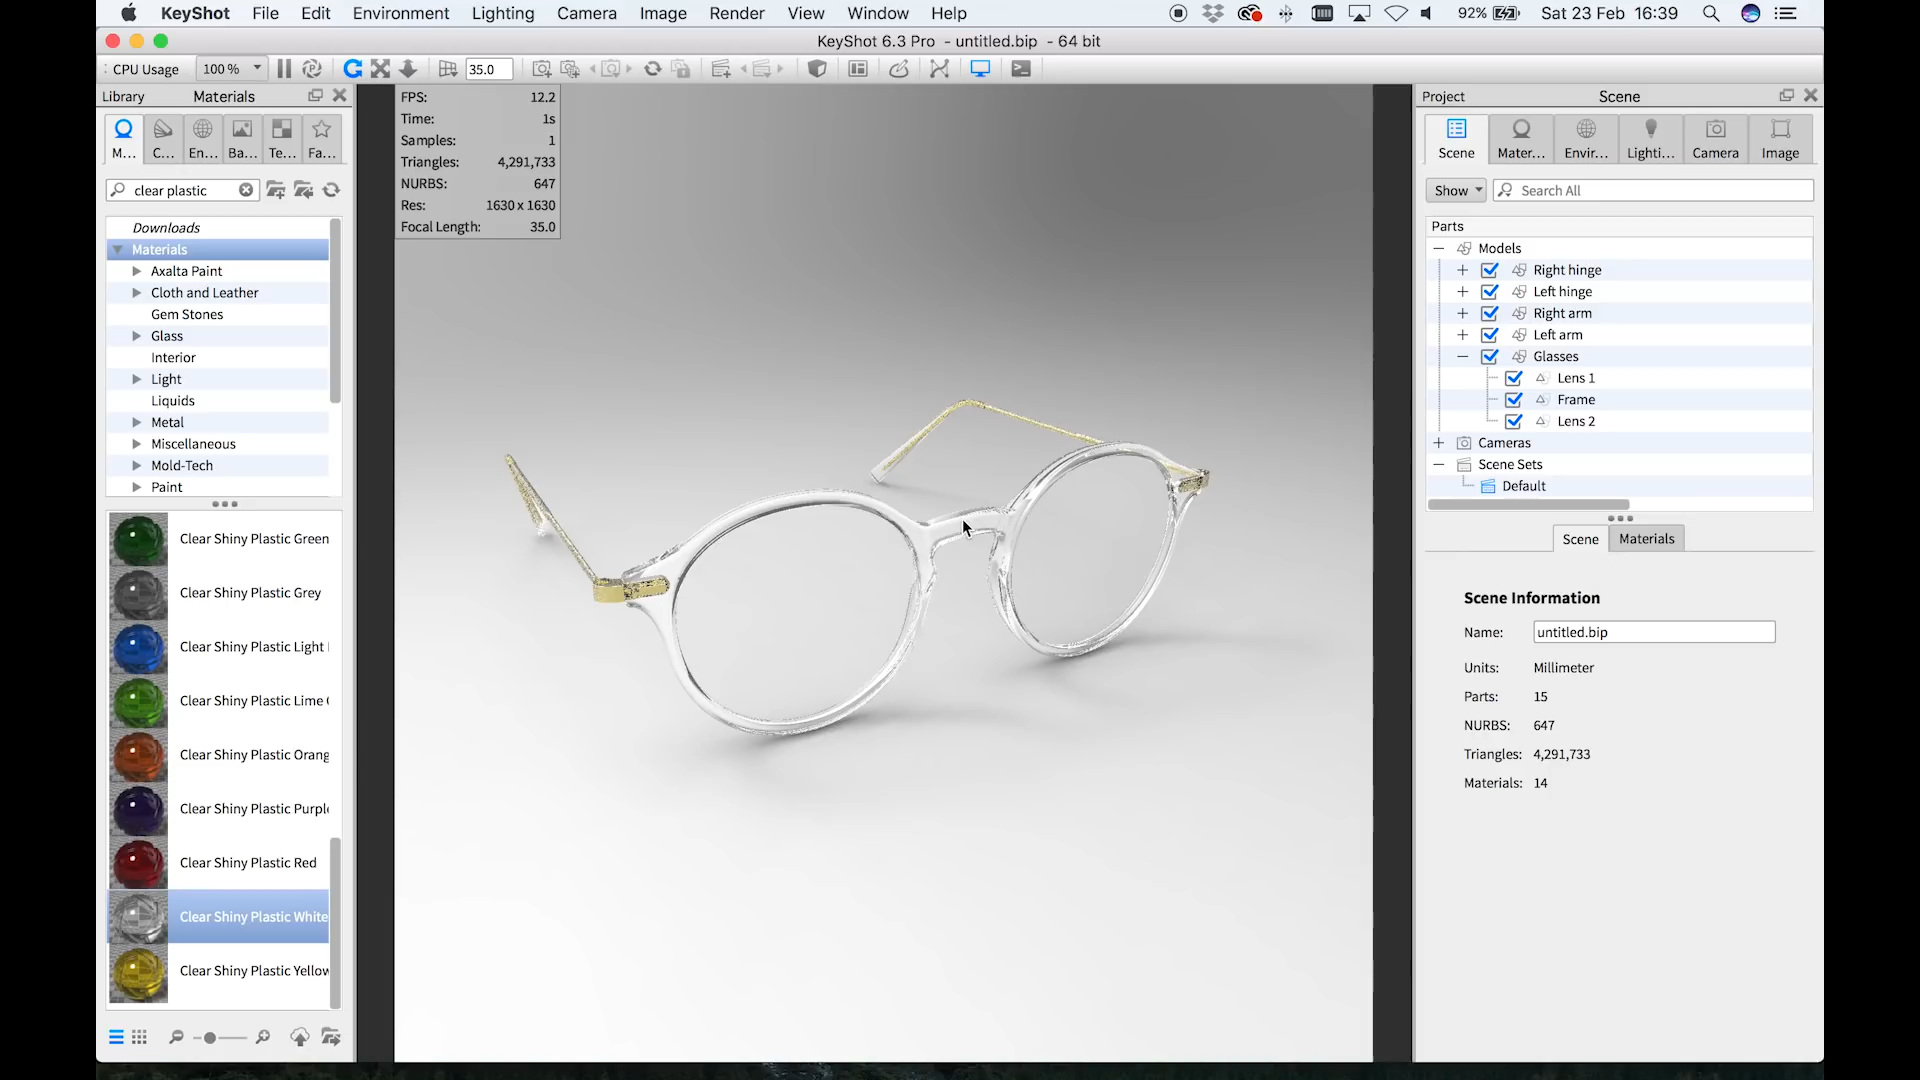 KeyShot File Edit Environment Lighting Camera Image Render View Window Help 92% Sat 23 Feb 16:39
KeyShot 6.3 Pro - untitled.bip - 64 bit
CPU Usage 100 % 35.0
Library Materials
M... C... En... Ba... Te... Fa...
clear plastic
Downloads
Materials
Axalta Paint
Cloth and Leather
Gem Stones
Glass
Interior
Light
Liquids
Metal
Miscellaneous
Mold-Tech
Paint
Clear Shiny Plastic Green
Clear Shiny Plastic Grey
Clear Shiny Plastic Light
Clear Shiny Plastic Lime
Clear Shiny Plastic Orang
Clear Shiny Plastic Purple
Clear Shiny Plastic Red
Clear Shiny Plastic White
Clear Shiny Plastic Yellow
FPS: 12.2
Time: 1s
Samples: 1
Triangles: 4,291,733
NURBS: 647
Res: 1630 x 1630
Focal Length: 35.0
Project Scene
Scene Mater... Envir... Lighti... Camera Image
Show Search All
Parts
Models
Right hinge
Left hinge
Right arm
Left arm
Glasses
Lens 1
Frame
Lens 2
Cameras
Scene Sets
Default
Scene Materials
Scene Information
Name: untitled.bip
Units: Millimeter
Parts: 15
NURBS: 647
Triangles: 4,291,733
Materials: 14